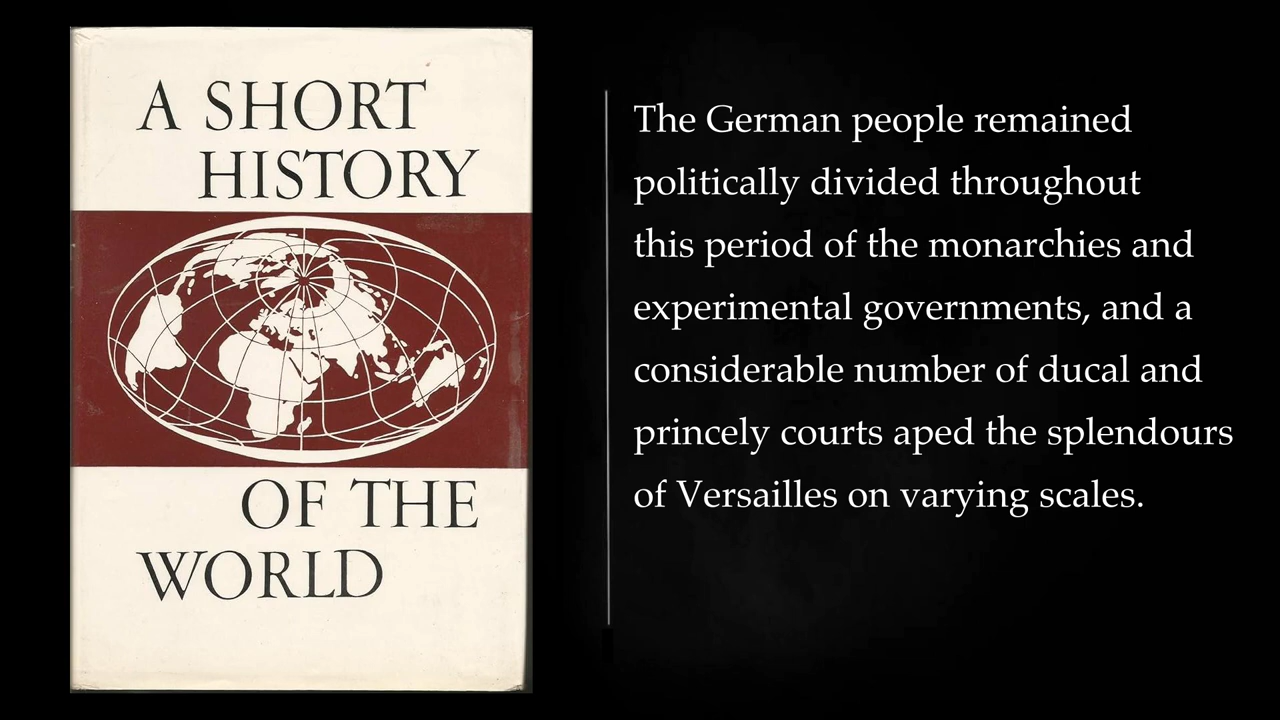 A SHORT
HISTORY
OF THE
WORLD
The German people remained
politically divided throughout
this period of the monarchies and
experimental governments, and a
considerable number of ducal and
princely courts aped the splendours
of Versailles on varying scales.